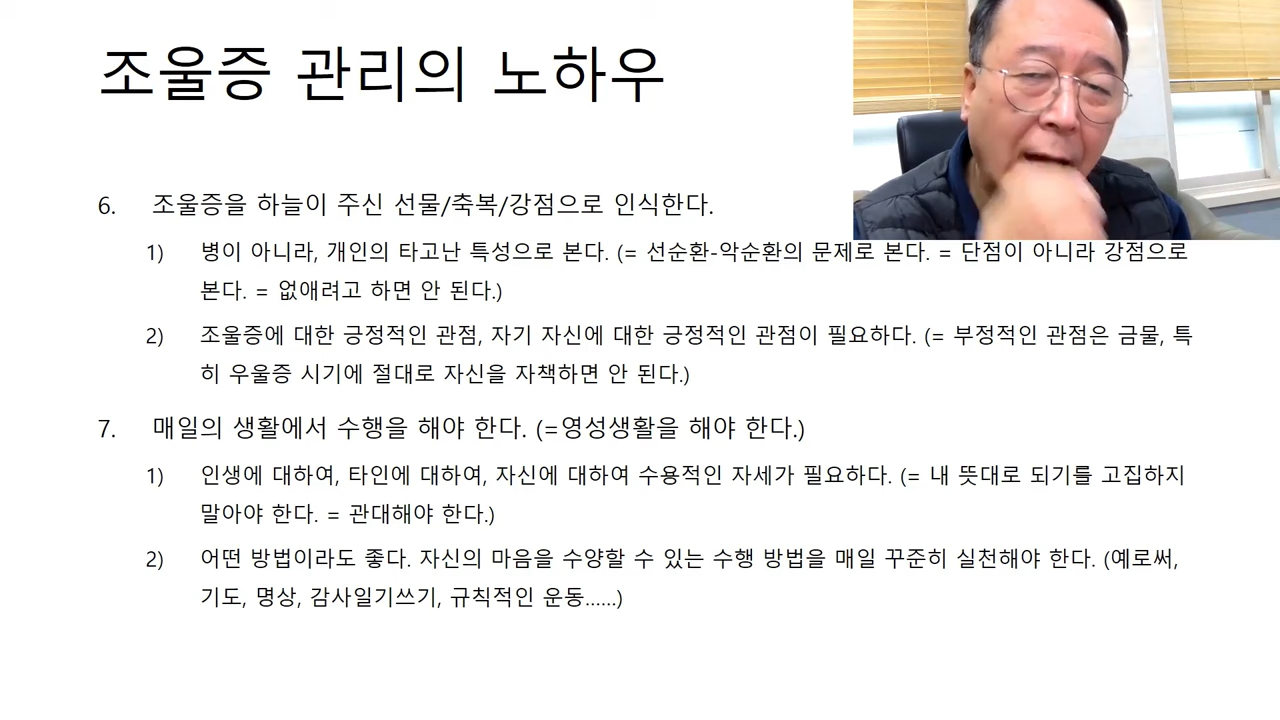 조울증 관리의 노하우
6. 조울증을 하늘이 주신 선물/축복/강점으로 인식한다.
1) 병이 아니라, 개인의 타고난 특성으로 본다. (= 선순환-악순환의 문제로 본다. = 단점이 아니라 강점으로
본다. = 없애려고 하면 안 된다.)
2) 조울증에 대한 긍정적인 관점, 자기 자신에 대한 긍정적인 관점이 필요하다. (= 부정적인 관점은 금물, 특
히 우울증 시기에 절대로 자신을 자책하면 안 된다.)
7. 매일의 생활에서 수행을 해야 한다. (=영성생활을 해야 한다.)
1) 인생에 대하여, 타인에 대하여, 자신에 대하여 수용적인 자세가 필요하다. (= 내 뜻대로 되기를 고집하지
말아야 한다. = 관대해야 한다.)
2) 어떤 방법이라도 좋다. 자신의 마음을 수양할 수 있는 수행 방법을 매일 꾸준히 실천해야 한다. (예로써,
기도, 명상, 감사일기쓰기, 규칙적인 운동......)